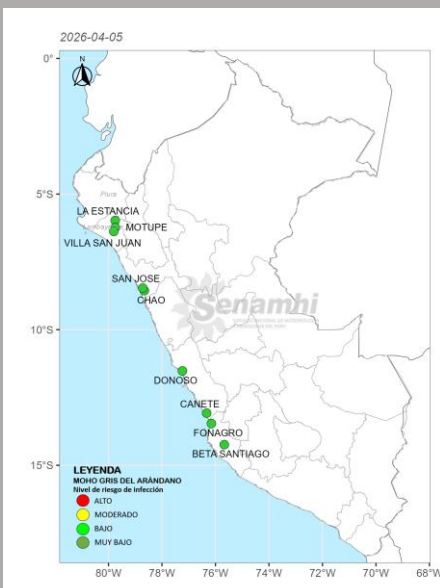 2026-04-05
N
0°
5°S
Piura
LA ESTANCIA
MOTUPE
VILLA SAN JUAN
SAN JOSE
CHAO
Senamhi
10°S
DONOSO
CAÑETE
FONAGRO
BETA SANTIAGO
15°S
LEYENDA
MOHO GRIS DEL ARÁNDANO
Nivel de riesgo de infección
ALTO
MODERADO
BAJO
MUY BAJO
80°W 78°W 76°W 74°W 72°W 70°W 68°W